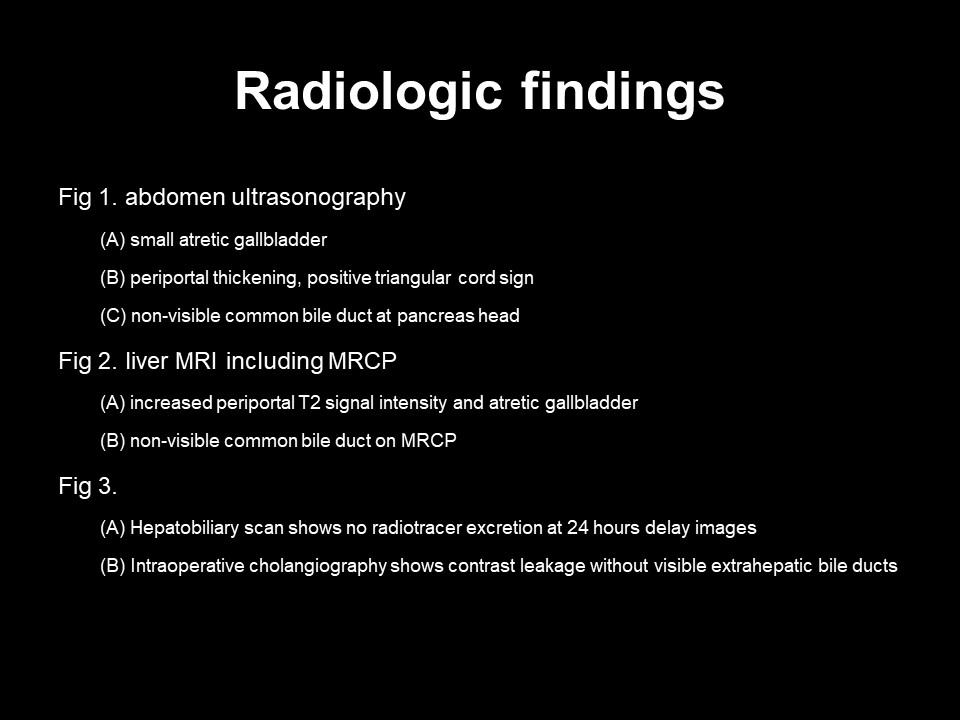 Radiologic findings
Fig 1. abdomen ultrasonography
(A) small atretic gallbladder
(B) periportal thickening, positive triangular cord sign
(C) non-visible common bile duct at pancreas head
Fig 2. liver MRI including MRCP
(A) increased periportal T2 signal intensity and atretic gallbladder
(B) non-visible common bile duct on MRCP
Fig 3.
(A) Hepatobiliary scan shows no radiotracer excretion at 24 hours delay images
(B) Intraoperative cholangiography shows contrast leakage without visible extrahepatic bile ducts